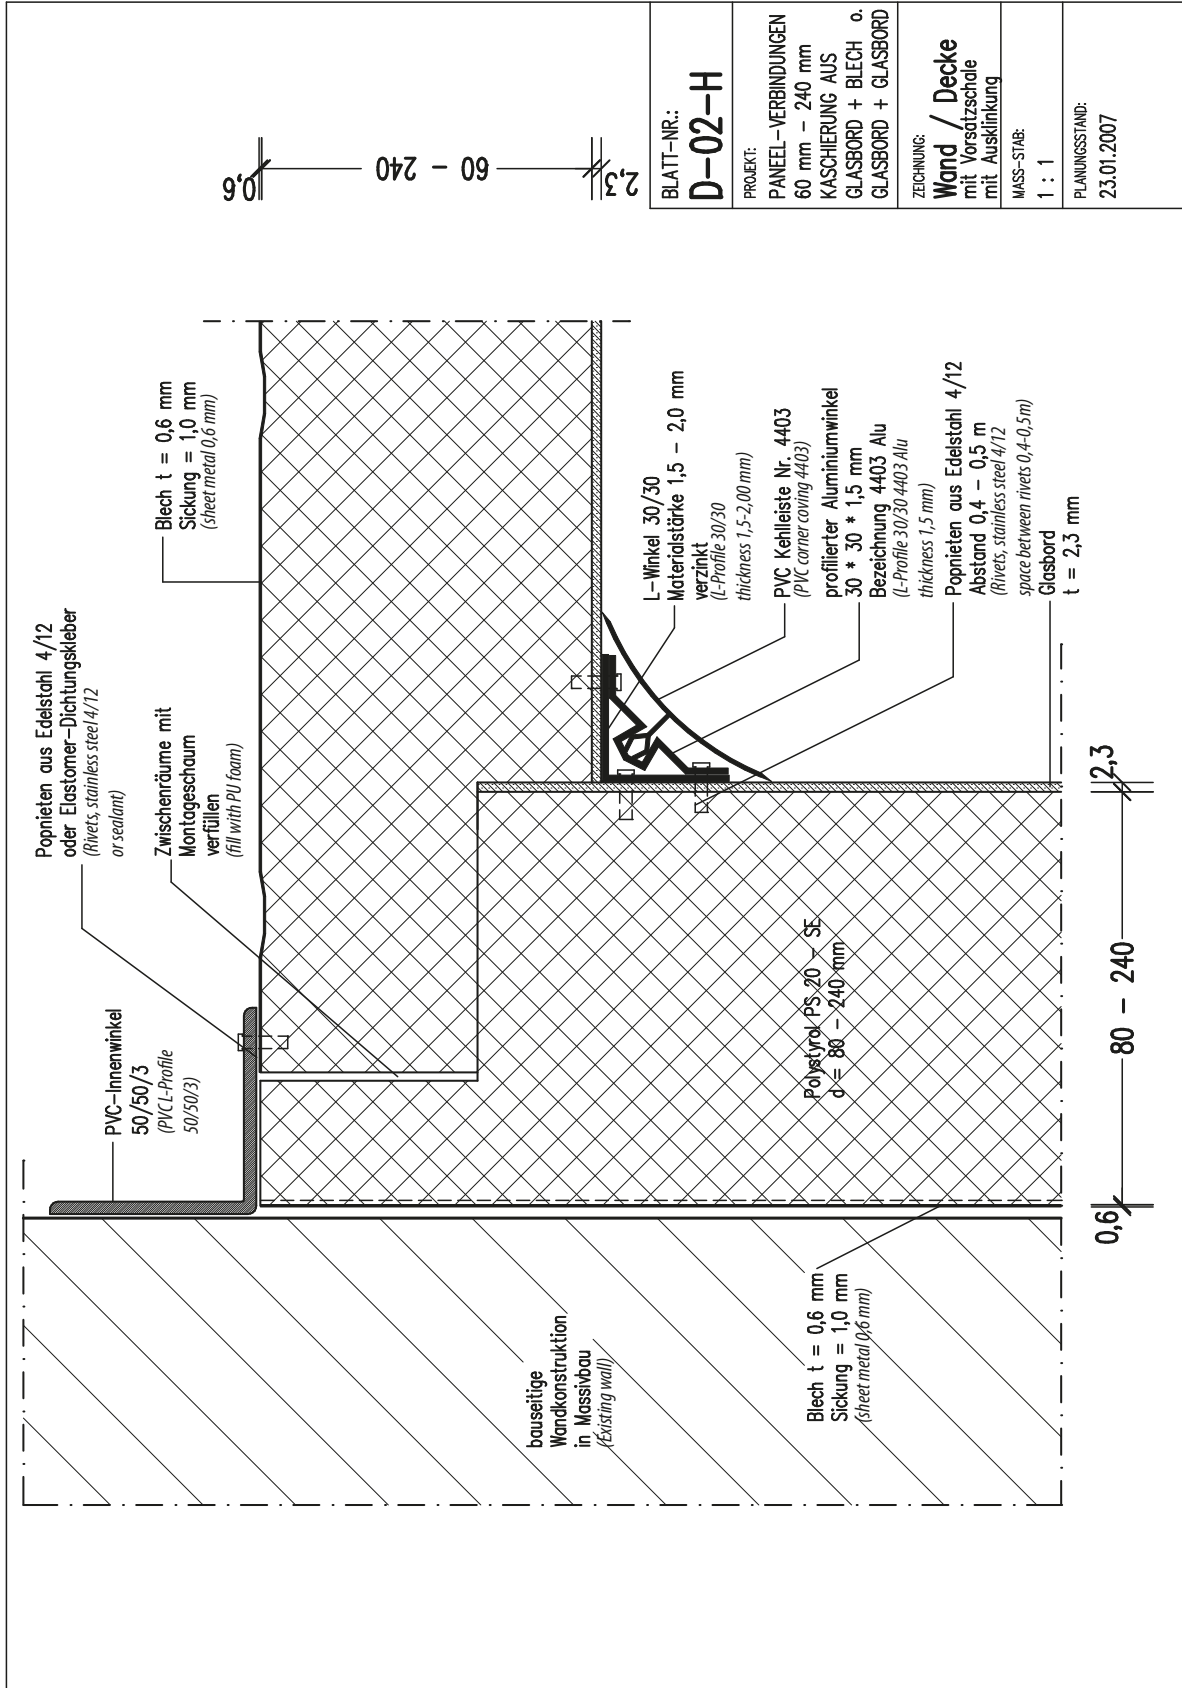 Popnieten aus Edelstahl 4/12
oder Elastomer-Dichtungskleber
(Rivets, stainless steel 4/12
or sealant)
PVC-Innenwinkel
50/50/3
(PVC L-Profile
50/50/3)
Zwischenräume mit
Montageschaum
verfüllen
(fill with PU foam)
Blech t = 0,6 mm
Sickung = 1,0 mm
(sheet metal 0,6 mm)
0,6
60 - 240
2,3
bauseitige
Wandkonstruktion
in Massivbau
(Existing wall)
L-Winkel 30/30
Materialstärke 1,5 - 2,0 mm
verzinkt
(L-Profile 30/30
thickness 1,5-2,00 mm)
PVC Kehlleiste Nr. 4403
(PVC corner coving 4403)
profilierter Aluminiumwinkel
30 * 30 * 1,5 mm
Bezeichnung 4403 Alu
(L-Profile 30/30 4403 Alu
thickness 1,5 mm)
Popnieten aus Edelstahl 4/12
Abstand 0,4 - 0,5 m
(Rivets, stainless steel 4/12
space between rivets 0,4-0,5m)
Glasbord
t = 2,3 mm
Polystyrol PS 20 - SE
d = 80 - 240 mm
Blech t = 0,6 mm
Sickung = 1,0 mm
(sheet metal 0,6 mm)
0,6
80 - 240
2,3
BLATT-NR.:
D-02-H
PROJEKT:
PANEEL-VERBINDUNGEN
60 mm - 240 mm
KASCHIERUNG AUS
GLASBORD + BLECH o.
GLASBORD + GLASBORD
ZEICHNUNG:
Wand / Decke
mit Vorsatzschale
mit Ausklinkung
MASS-STAB:
1 : 1
PLANUNGSSTAND:
23.01.2007